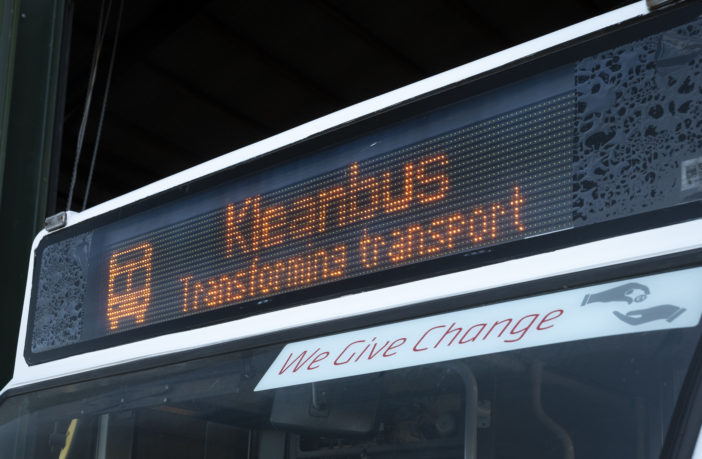 Kleanbus
Transforming transport
We Give Change